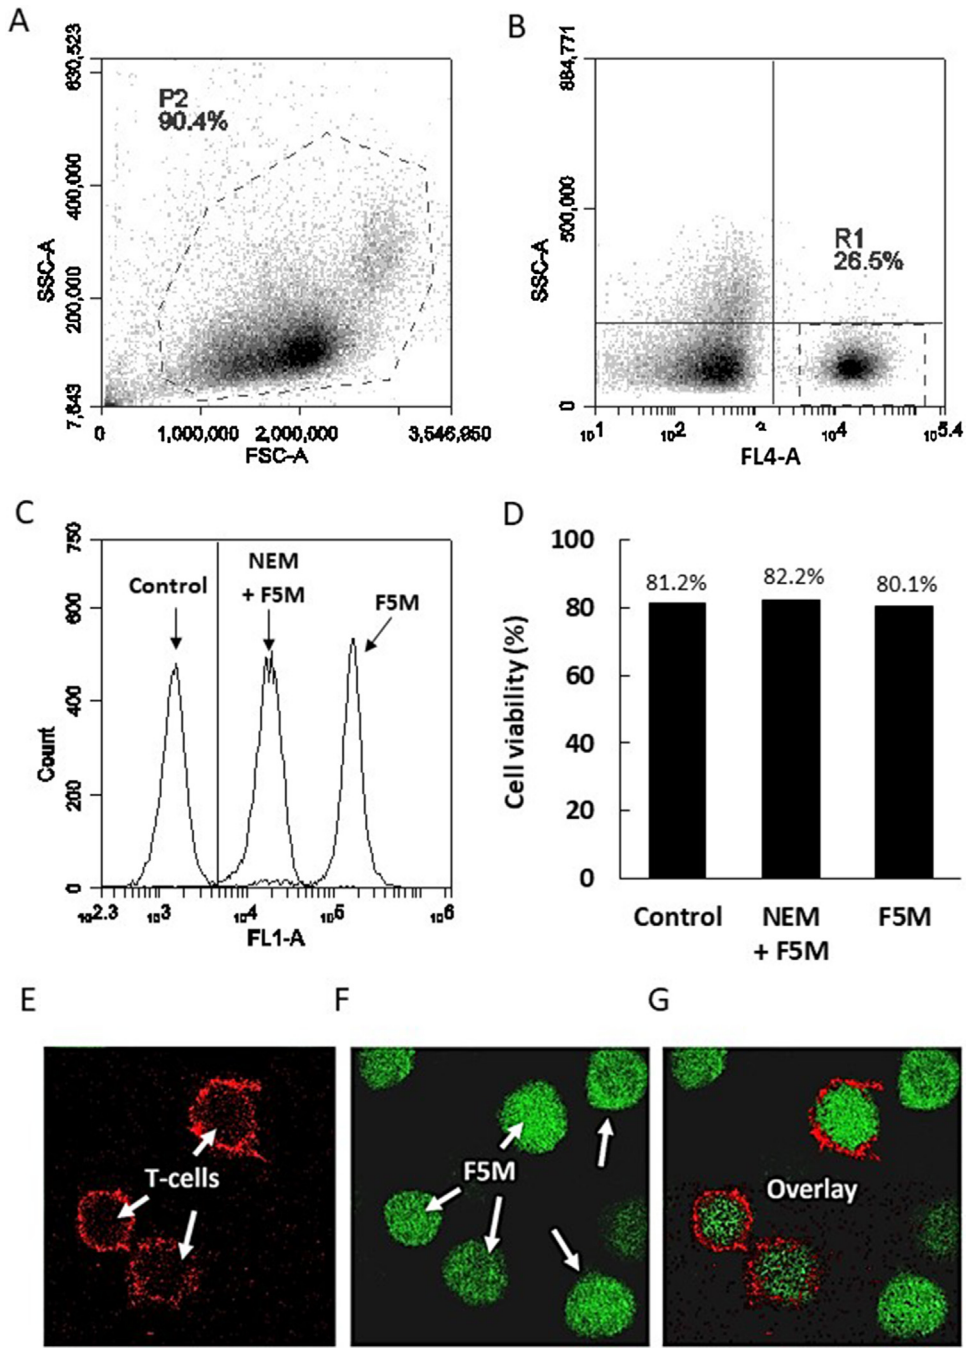 A
630,523
400,000
200,000
7,643
SSC-A
P2
90.4%
0
1,000,000
2,000,000
3,546,950
FSC-A
B
884,771
500,000
0
SSC-A
R1
26.5%
10 1
10 2
10 4
10 5.4
FL4-A
C
750
600
400
200
0
Count
Control
NEM
+ F5M
F5M
10 2.3
10 3
10 4
10 5
10 6
FL1-A
D
100
80
60
40
20
0
Cell viability (%)
81.2%
82.2%
80.1%
Control
NEM
+ F5M
F5M
E
T-cells
F
F5M
G
Overlay